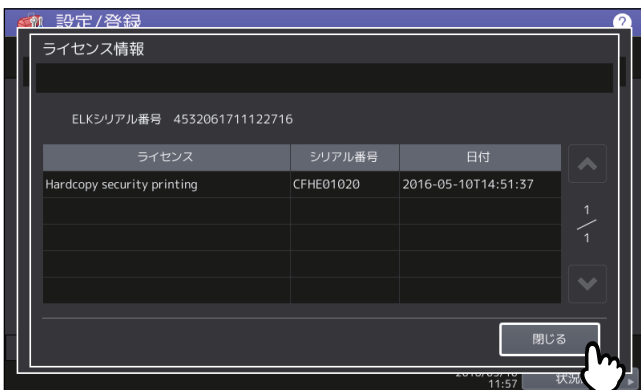 設定/登録
?
ライセンス情報
ELKシリアル番号 4532061711122716
ライセンス シリアル番号 日付
Hardcopy security printing CFHE01020 2016-05-10T14:51:37
1
1
閉じる
11:57
状況